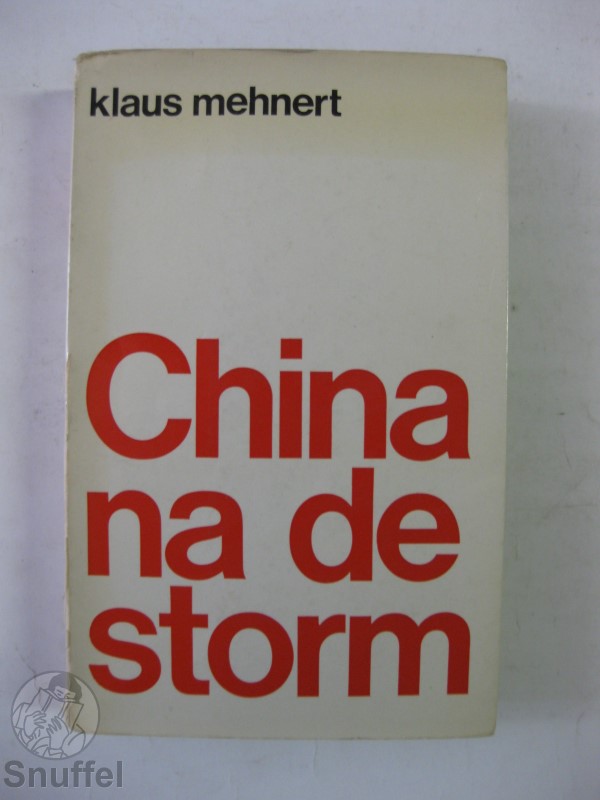 klaus mehnert
China
na de
storm
Snuffel